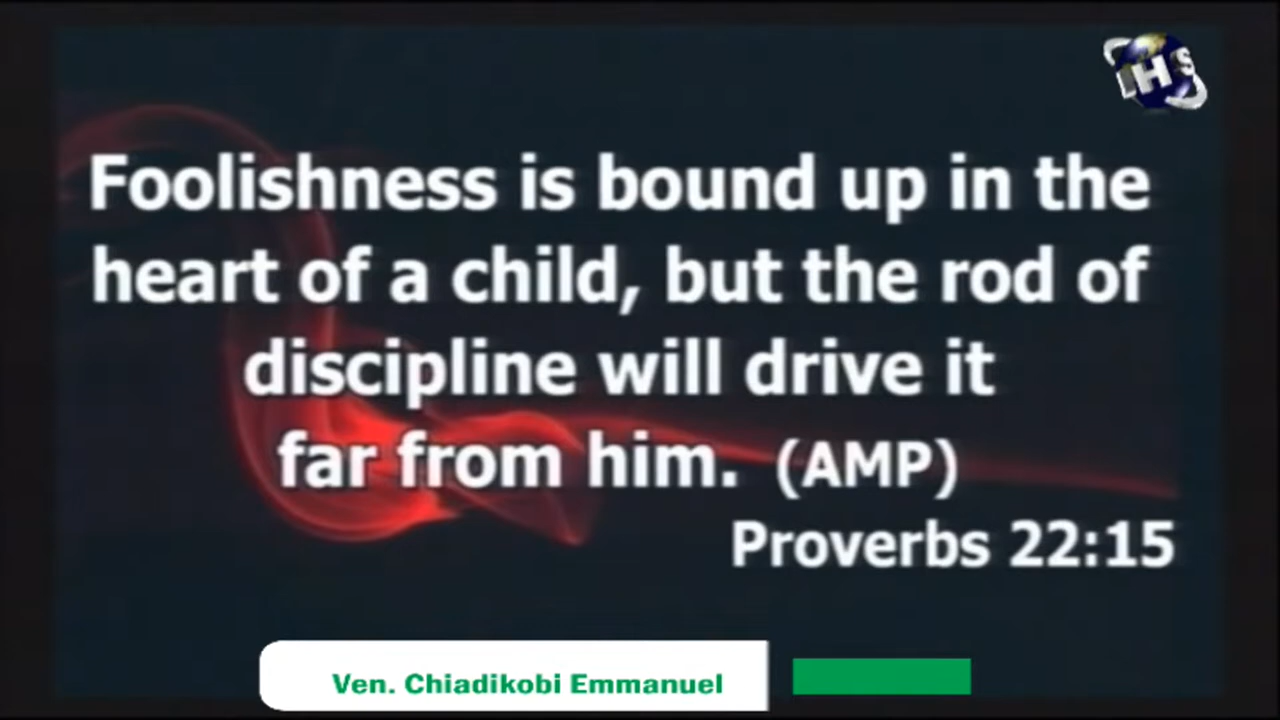 IHS
Foolishness is bound up in the
heart of a child, but the rod of
discipline will drive it
far from him. (AMP)
Proverbs 22:15
Ven. Chiadikobi Emmanuel